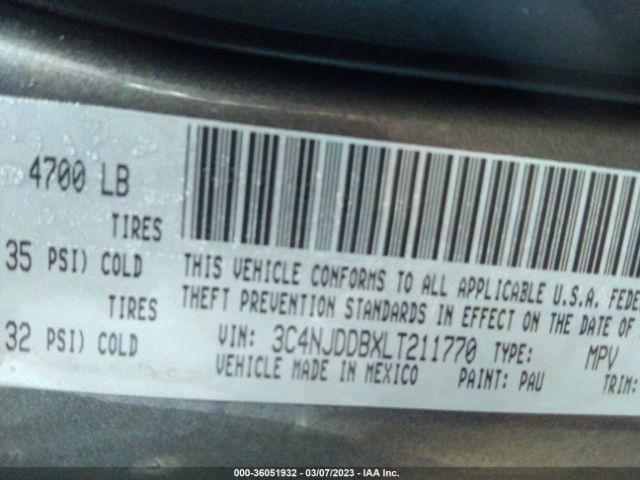 4700 LB
TIRES
35 PSI) COLD
THIS VEHICLE CONFORMS TO ALL APPLICABLE U.S.A. FEDE
TIRES
THEFT PREVENTION STANDARDS IN EFFECT ON THE DATE OF
32 PSI) COLD
VIN: 3C4NJDDBXLT211770 TYPE: MPV
VEHICLE MADE IN MEXICO PAINT: PAU TRIM:
000-36051932 - 03/07/2023 - IAA Inc.